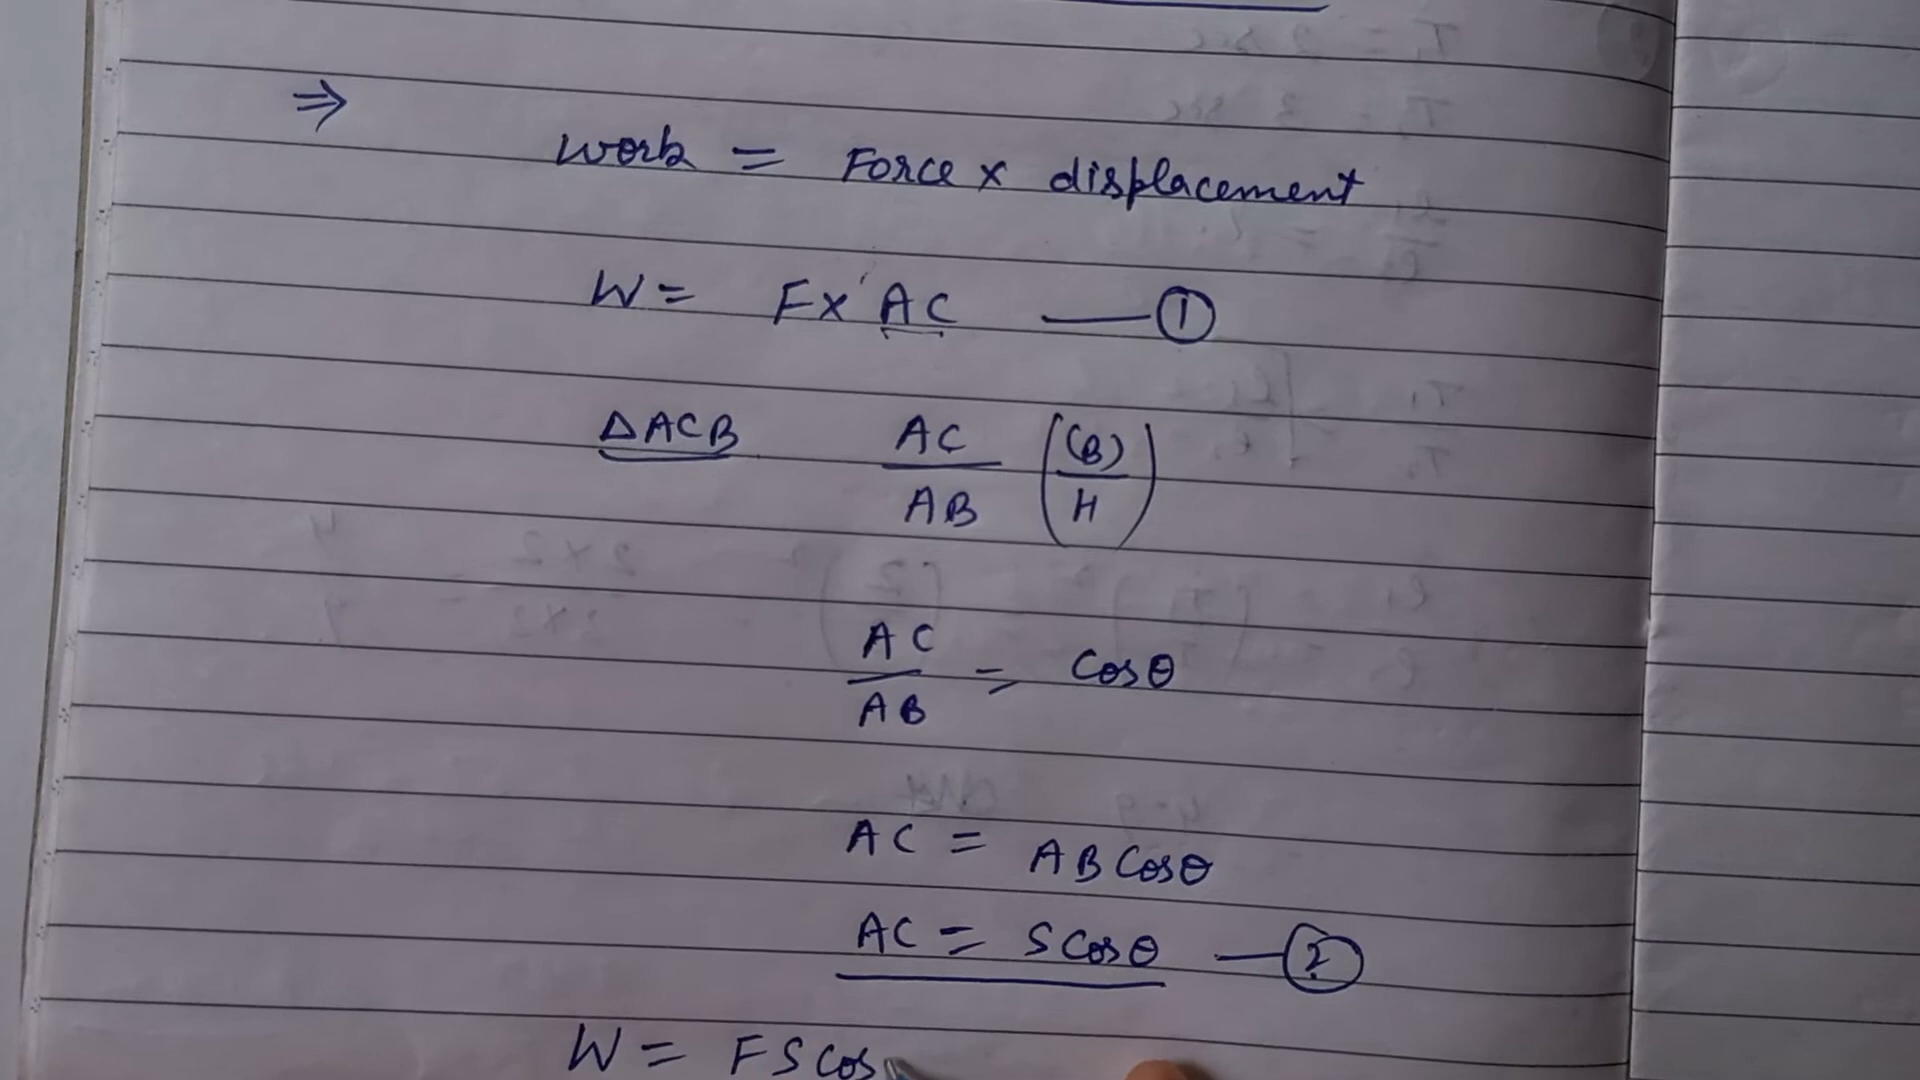 ⇒
Work = Force × displacement
W = F × AC —— ①
ΔACB AC/AB ((B)/H)
AC/AB = Cosθ
AC = AB Cosθ
AC = S Cosθ —— ②
W = F S Cos